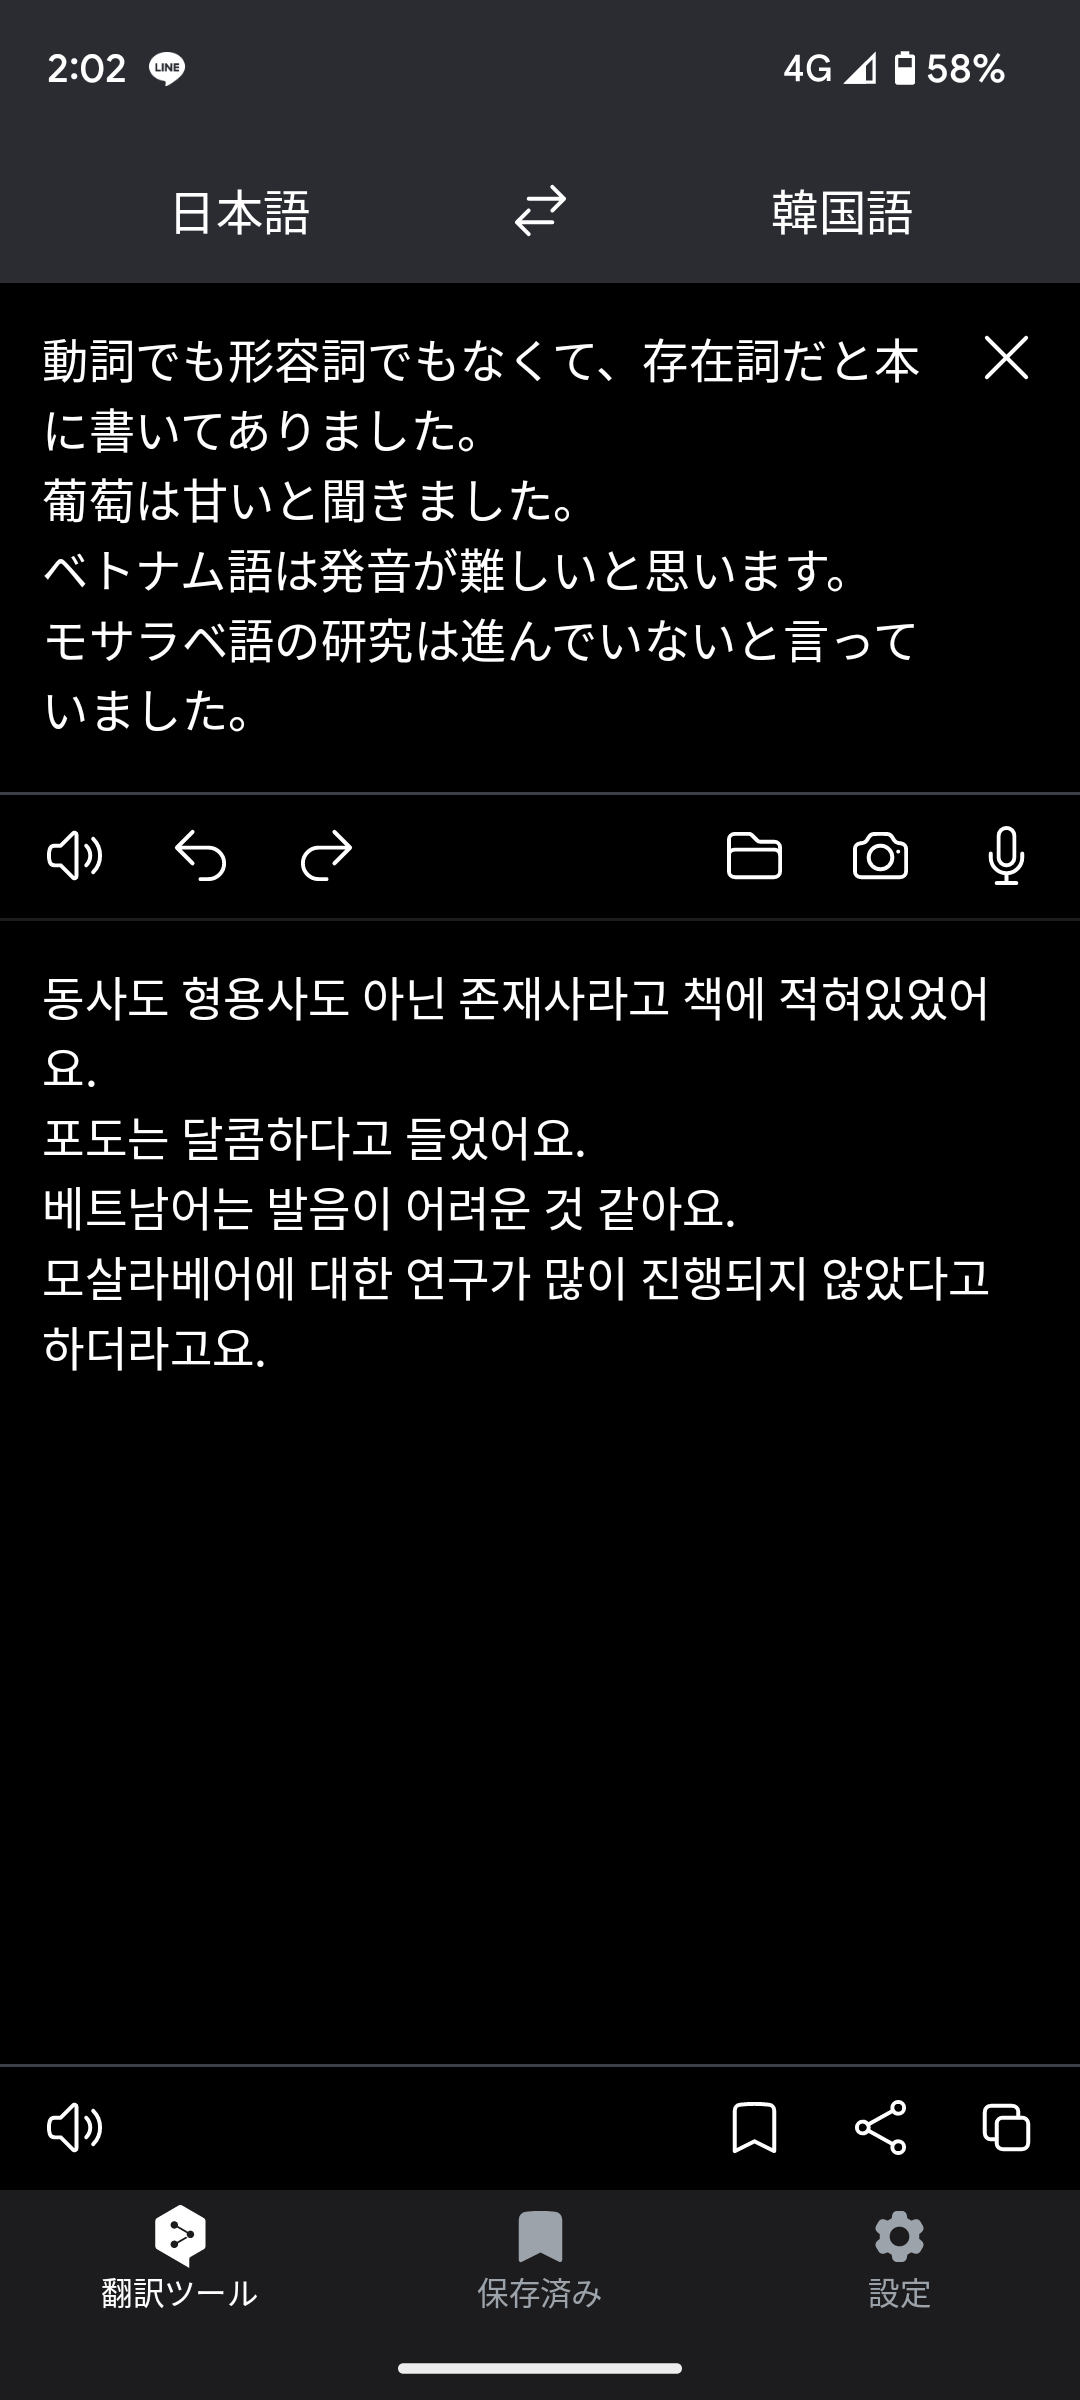 2:02 LINE 4G 58%
日本語 韓国語
動詞でも形容詞でもなくて、存在詞だと本
に書いてありました。
葡萄は甘いと聞きました。
ベトナム語は発音が難しいと思います。
モサラベ語の研究は進んでいないと言って
いました。
동사도 형용사도 아닌 존재사라고 책에 적혀있었어
요.
포도는 달콤하다고 들었어요.
베트남어는 발음이 어려운 것 같아요.
모살라베어에 대한 연구가 많이 진행되지 않았다고
하더라고요.
翻訳ツール 保存済み 設定